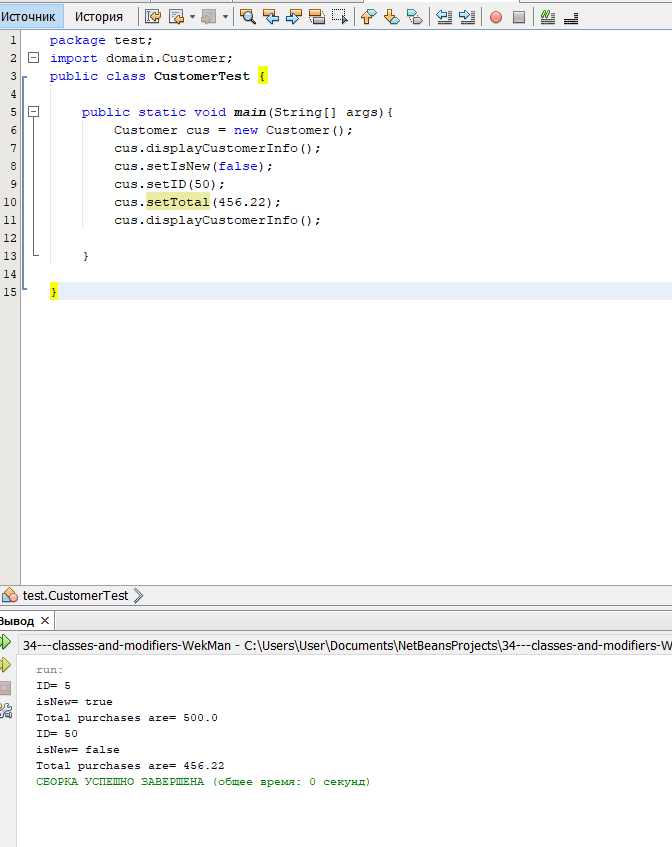 Источник История
1 package test;
2 import domain.Customer;
3 public class CustomerTest {
4
5 public static void main(String[] args){
6 Customer cus = new Customer();
7 cus.displayCustomerInfo();
8 cus.setIsNew(false);
9 cus.setID(50);
10 cus.setTotal(456.22);
11 cus.displayCustomerInfo();
12
13 }
14
15 }
test.CustomerTest
Вывод
34---classes-and-modifiers-WekMan - C:\Users\User\Documents\NetBeansProjects\34---classes-and-modifiers-W
run:
ID= 5
isNew= true
Total purchases are= 500.0
ID= 50
isNew= false
Total purchases are= 456.22
СБОРКА УСПЕШНО ЗАВЕРШЕНА (общее время: 0 секунд)